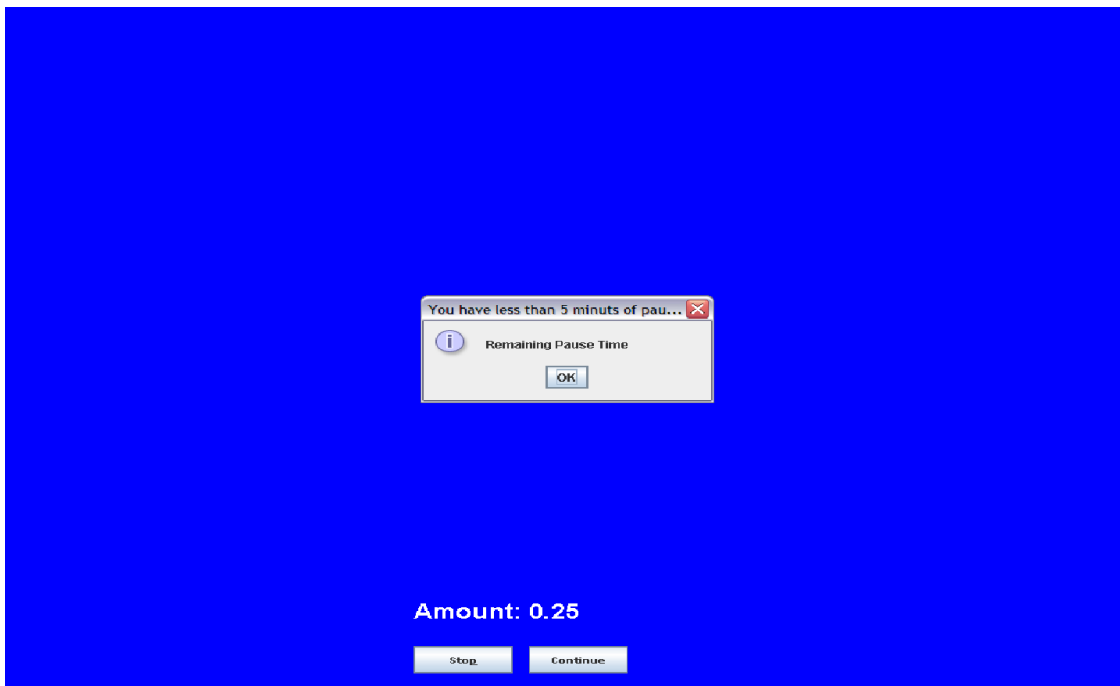 You have less than 5 minuts of pau...
i
Remaining Pause Time
OK
Amount: 0.25
Stop
Continue